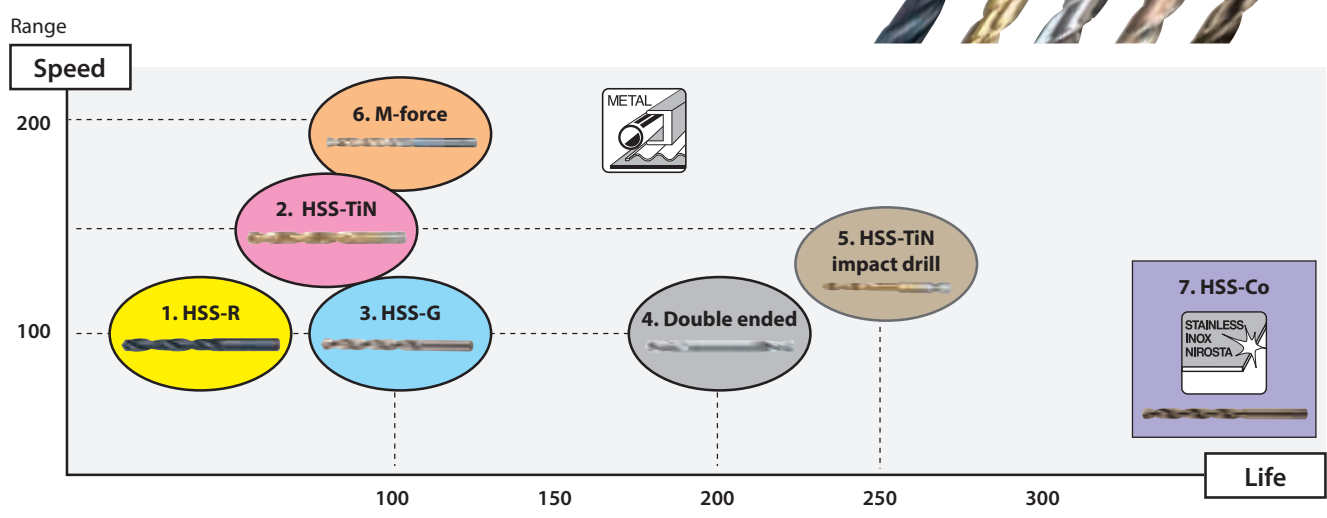 Range
Speed
200
6. M-force
METAL
2. HSS-TiN
5. HSS-TiN
impact drill
100
1. HSS-R
3. HSS-G
4. Double ended
7. HSS-Co
STAINLESS
INOX
NIROSTA
Life
100
150
200
250
300